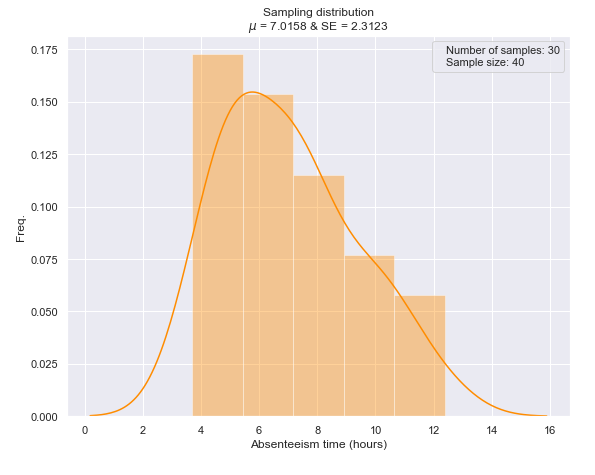 Sampling distribution
μ = 7.0158 & SE = 2.3123
Number of samples: 30
Sample size: 40
Freq.
0.175
0.150
0.125
0.100
0.075
0.050
0.025
0.000
0 2 4 6 8 10 12 14 16
Absenteeism time (hours)